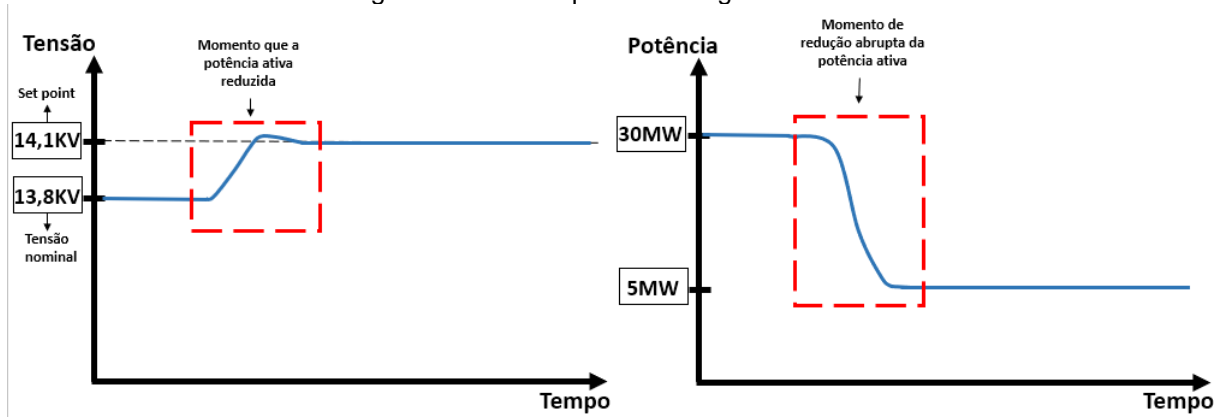 Tensão
Momento que a
potência ativa
reduzida
Set point
14,1KV
13,8KV
Tensão
nominal
Tempo
Potência
Momento de
redução abrupta da
potência ativa
30MW
5MW
Tempo